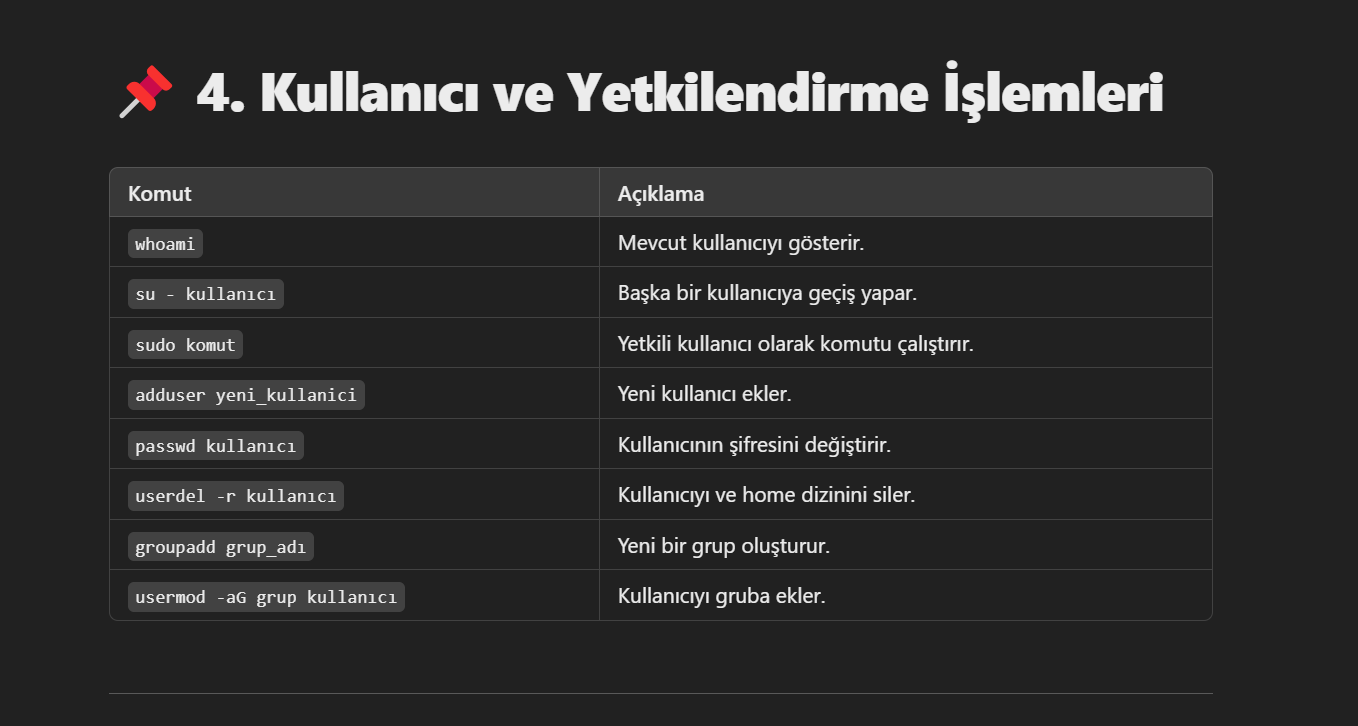 4. Kullanıcı ve Yetkilendirme İşlemleri
Komut Açıklama
whoami Mevcut kullanıcıyı gösterir.
su - kullanıcı Başka bir kullanıcıya geçiş yapar.
sudo komut Yetkili kullanıcı olarak komutu çalıştırır.
adduser yeni_kullanici Yeni kullanıcı ekler.
passwd kullanıcı Kullanıcının şifresini değiştirir.
userdel -r kullanıcı Kullanıcıyı ve home dizinini siler.
groupadd grup_adı Yeni bir grup oluşturur.
usermod -aG grup kullanıcı Kullanıcıyı gruba ekler.